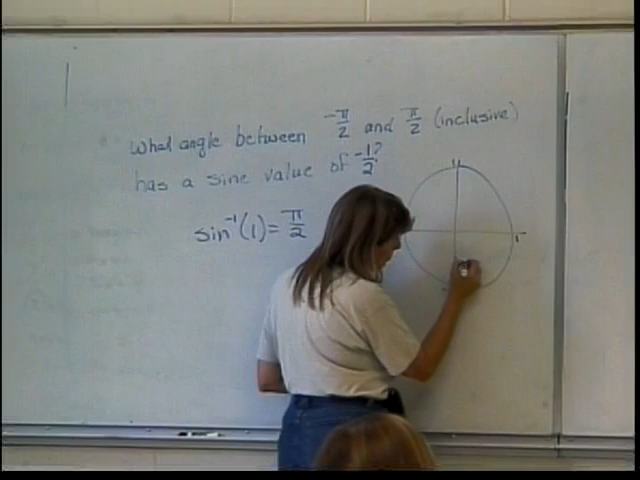 What angle between -π/2 and π/2 (inclusive)
has a sine value of -1/2?
sin⁻¹(1) = π/2